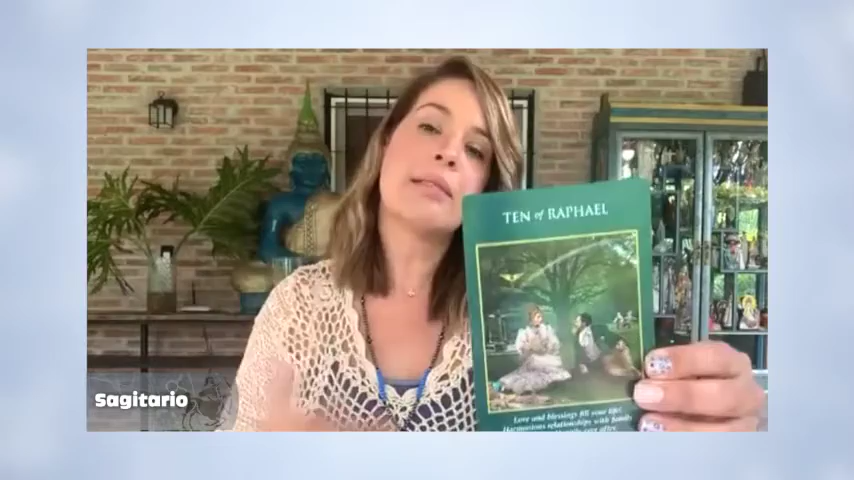 TEN of RAPHAEL
Love and blessings fill your life!
Harmonious relationships with family
Sagitario